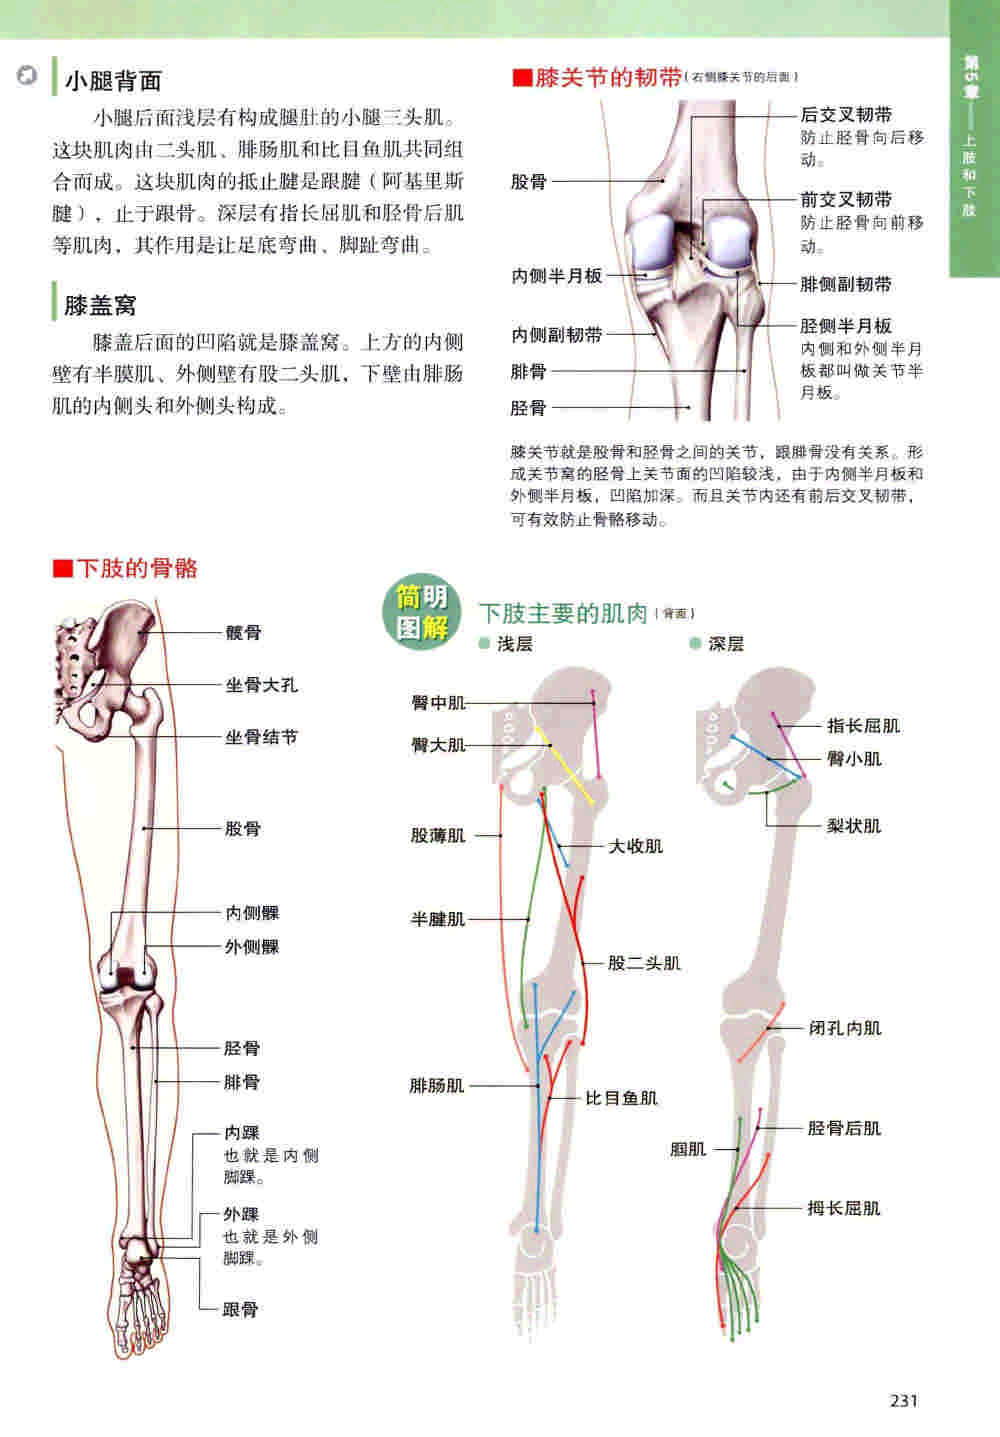 小腿背面
小腿后面浅层有构成腿肚的小腿三头肌。
这块肌肉由二头肌、腓肠肌和比目鱼肌共同组
合而成。这块肌肉的抵止腱是跟腱（阿基里斯
腱），止于跟骨。深层有指长屈肌和胫骨后肌
等肌肉，其作用是让足底弯曲、脚趾弯曲。
膝盖窝
膝盖后面的凹陷就是膝盖窝。上方的内侧
壁有半膜肌、外侧壁有股二头肌，下壁由腓肠
肌的内侧头和外侧头构成。
■膝关节的韧带（右侧膝关节的后面）
股骨
内侧半月板
内侧副韧带
腓骨
胫骨
后交叉韧带
防止胫骨向后移
动。
前交叉韧带
防止胫骨向前移
动。
腓侧副韧带
胫侧半月板
内侧和外侧半月
板都叫做关节半
月板。
膝关节就是股骨和胫骨之间的关节，跟腓骨没有关系。形
成关节窝的胫骨上关节面的凹陷较浅，由于内侧半月板和
外侧半月板，凹陷加深。而且关节内还有前后交叉韧带，
可有效防止骨骼移动。
第5章——上肢和下肢
■下肢的骨骼
髋骨
坐骨大孔
坐骨结节
股骨
内侧髁
外侧髁
胫骨
腓骨
内踝
也就是内侧
脚踝。
外踝
也就是外侧
脚踝。
跟骨
简明
图解
下肢主要的肌肉（背面）
浅层
臀中肌
臀大肌
股薄肌
大收肌
半腱肌
股二头肌
腓肠肌
比目鱼肌
深层
指长屈肌
臀小肌
梨状肌
闭孔内肌
胫骨后肌
腘肌
拇长屈肌
231